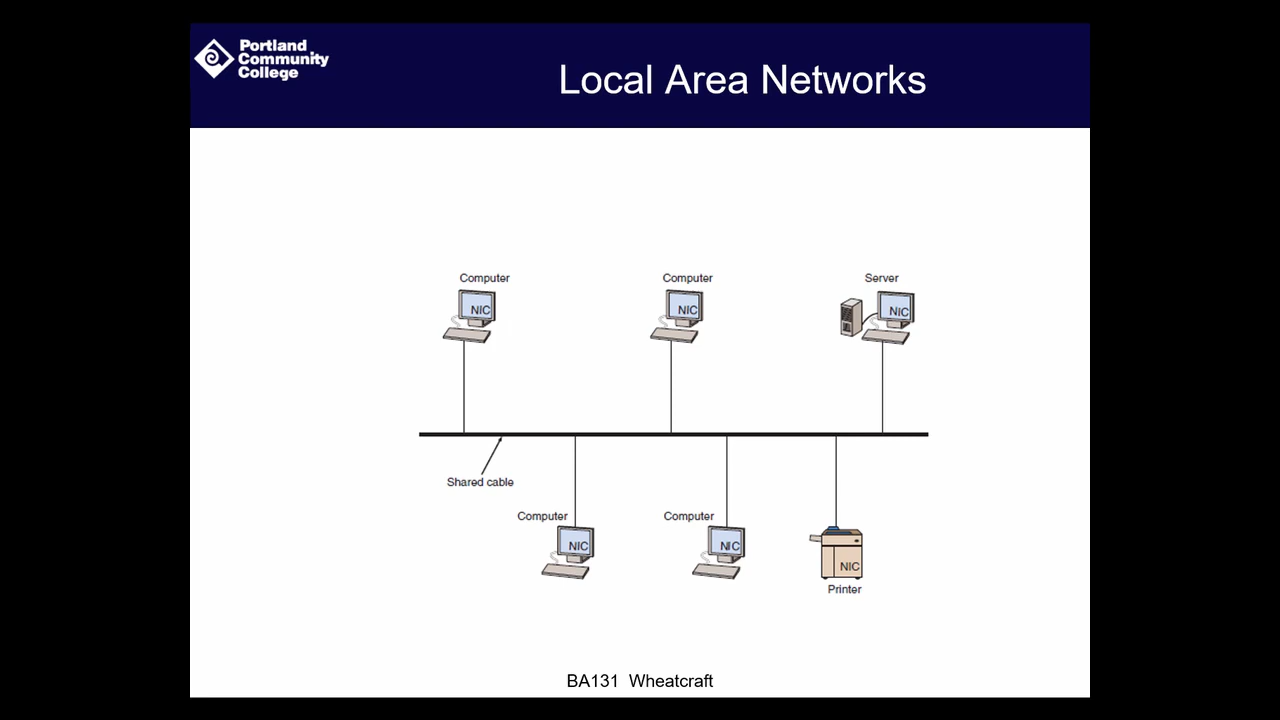 Portland
Community
College
Local Area Networks
Computer
Computer
Server
NIC
NIC
NIC
Shared cable
Computer
Computer
NIC
NIC
NIC
Printer
BA131 Wheatcraft